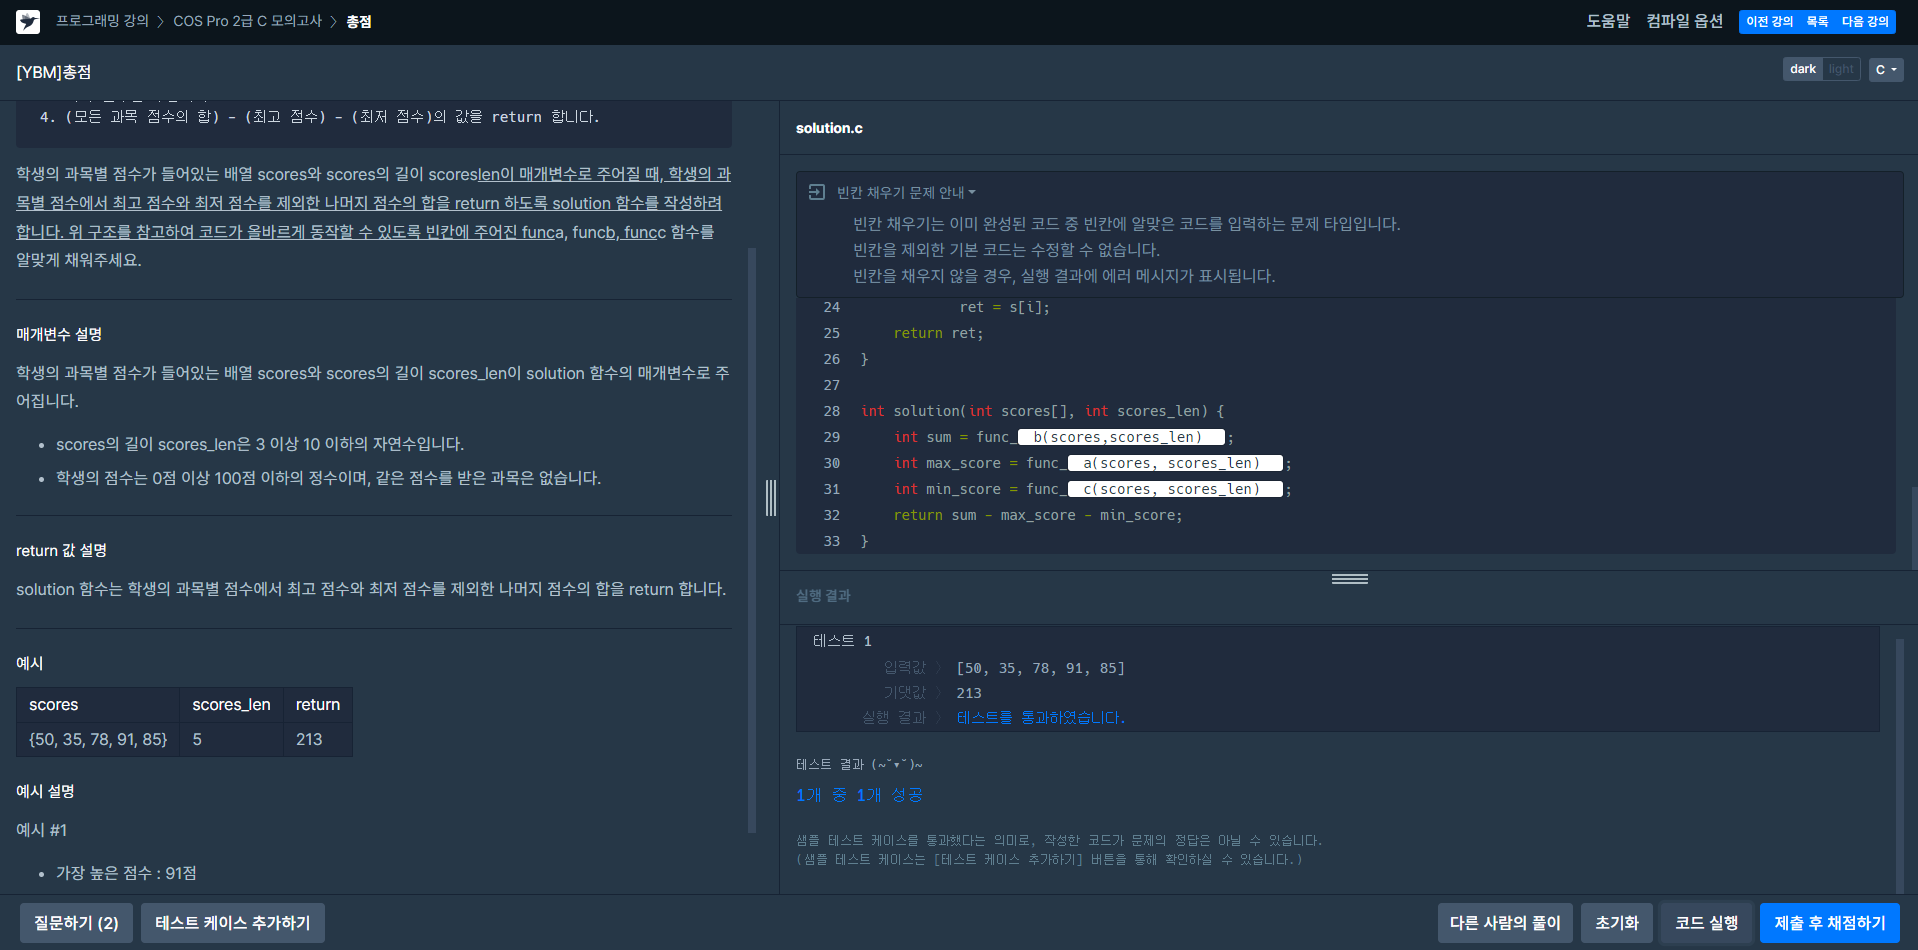 프로그래밍 강의 〉 COS Pro 2급 C 모의고사 〉 총점
도움말 컴파일 옵션 이전 강의 목록 다음 강의
[YBM]총점
dark light C
4. (모든 과목 점수의 합) - (최고 점수) - (최저 점수)의 값을 return 합니다.
학생의 과목별 점수가 들어있는 배열 scores와 scores의 길이 scoreslen이 매개변수로 주어질 때, 학생의 과
목별 점수에서 최고 점수와 최저 점수를 제외한 나머지 점수의 합을 return 하도록 solution 함수를 작성하려
합니다. 위 구조를 참고하여 코드가 올바르게 동작할 수 있도록 빈칸에 주어진 funca, funcb, funcc 함수를
알맞게 채워주세요.
매개변수 설명
학생의 과목별 점수가 들어있는 배열 scores와 scores의 길이 scores_len이 solution 함수의 매개변수로 주
어집니다.
• scores의 길이 scores_len은 3 이상 10 이하의 자연수입니다.
• 학생의 점수는 0점 이상 100점 이하의 정수이며, 같은 점수를 받은 과목은 없습니다.
return 값 설명
solution 함수는 학생의 과목별 점수에서 최고 점수와 최저 점수를 제외한 나머지 점수의 합을 return 합니다.
예시
scores scores_len return
{50, 35, 78, 91, 85} 5 213
예시 설명
예시 #1
• 가장 높은 점수 : 91점
solution.c
빈칸 채우기 문제 안내
빈칸 채우기는 이미 완성된 코드 중 빈칸에 알맞은 코드를 입력하는 문제 타입입니다.
빈칸을 제외한 기본 코드는 수정할 수 없습니다.
빈칸을 채우지 않을 경우, 실행 결과에 에러 메시지가 표시됩니다.
24 ret = s[i];
25 return ret;
26 }
27
28 int solution(int scores[], int scores_len) {
29 int sum = func_ b(scores,scores_len) ;
30 int max_score = func_ a(scores, scores_len) ;
31 int min_score = func_ c(scores, scores_len) ;
32 return sum - max_score - min_score;
33 }
실행 결과
테스트 1
입력값 〉 [50, 35, 78, 91, 85]
기댓값 〉 213
실행 결과 〉 테스트를 통과하였습니다.
테스트 결과 (~˘▾˘)~
1개 중 1개 성공
샘플 테스트 케이스를 통과했다는 의미로, 작성한 코드가 문제의 정답은 아닐 수 있습니다.
(샘플 테스트 케이스는 [테스트 케이스 추가하기] 버튼을 통해 확인하실 수 있습니다.)
질문하기 (2) 테스트 케이스 추가하기 다른 사람의 풀이 초기화 코드 실행 제출 후 채점하기